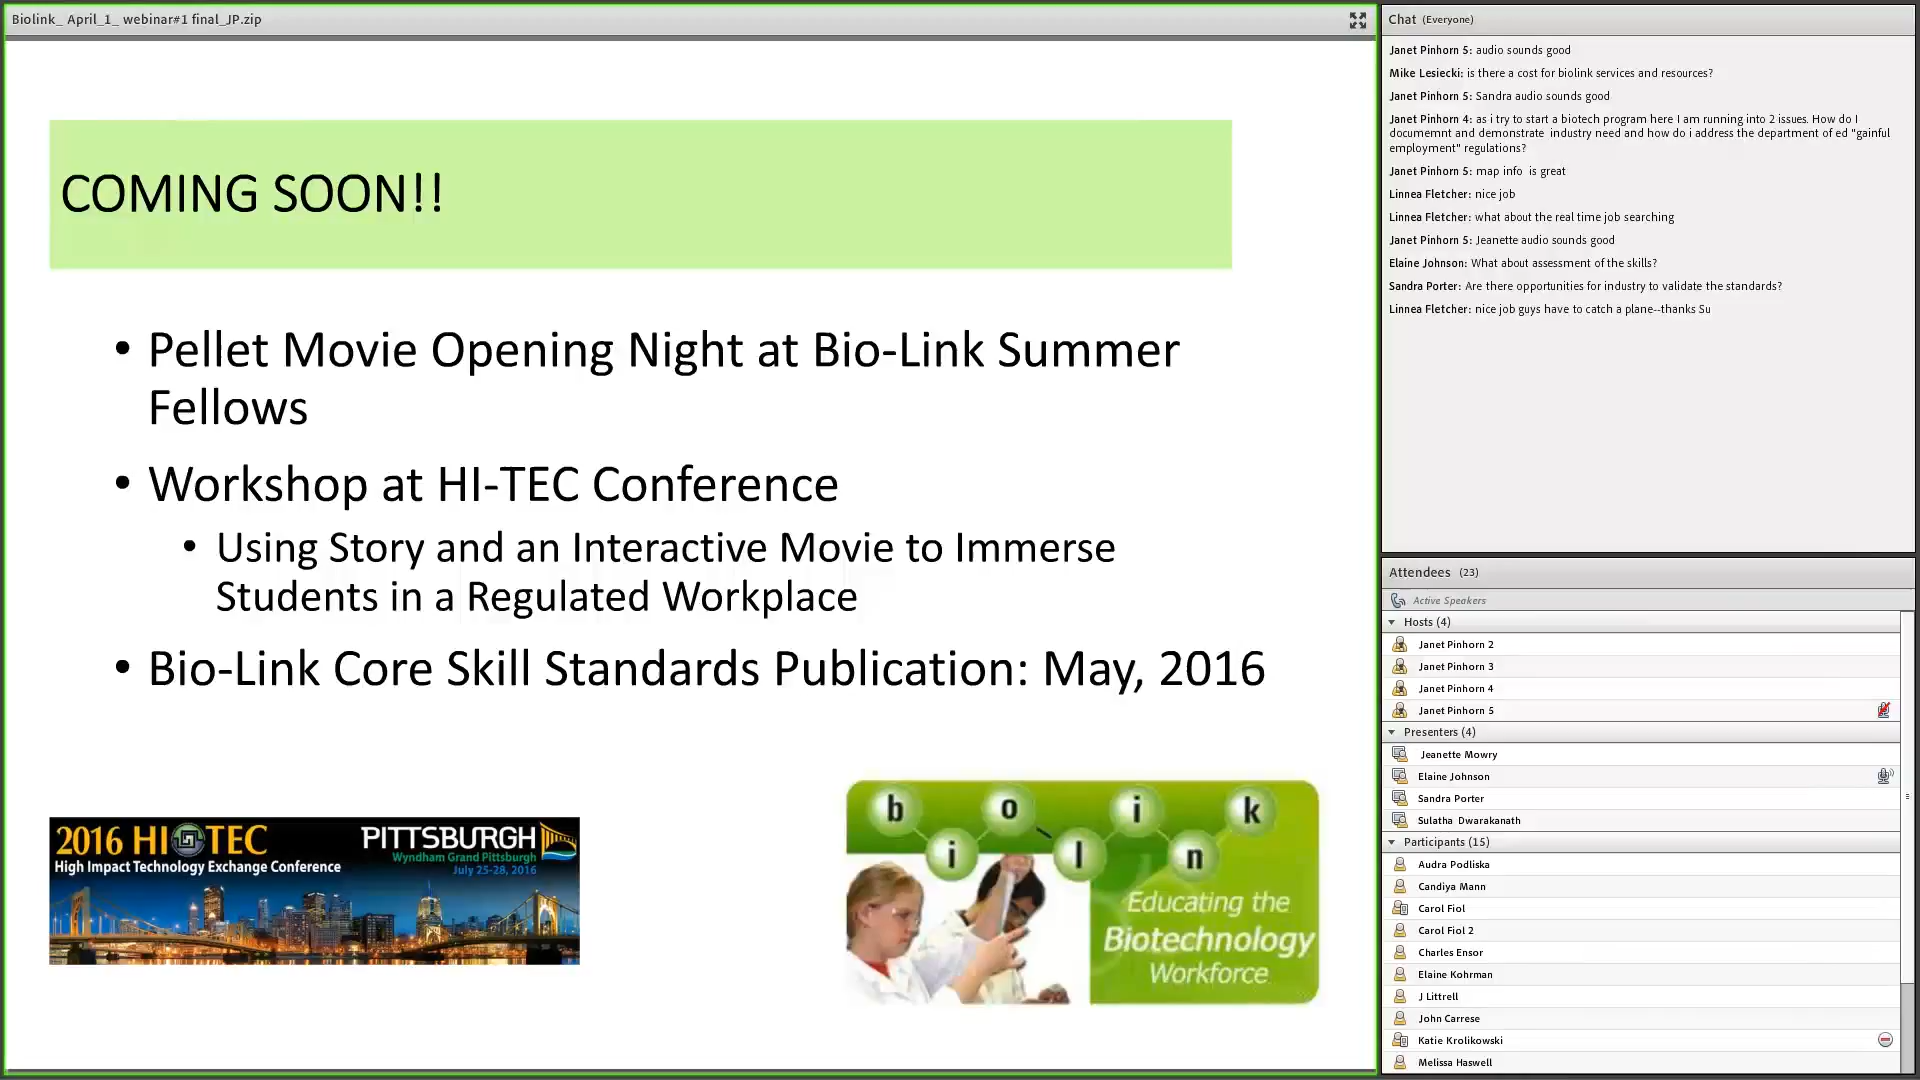 Biolink_ April_1_ webinar#1 final_JP.zip
COMING SOON!!
• Pellet Movie Opening Night at Bio-Link Summer
Fellows
• Workshop at HI-TEC Conference
• Using Story and an Interactive Movie to Immerse
Students in a Regulated Workplace
• Bio-Link Core Skill Standards Publication: May, 2016
2016 HI TEC
High Impact Technology Exchange Conference
PITTSBURGH
Wyndham Grand Pittsburgh
July 25-28, 2016
b i o l i n k
Educating the
Biotechnology
Workforce
Chat (Everyone)
Janet Pinhorn 5: audio sounds good
Mike Lesiecki: is there a cost for biolink services and resources?
Janet Pinhorn 5: Sandra audio sounds good
Janet Pinhorn 4: as i try to start a biotech program here I am running into 2 issues. How do I
documemnt and demonstrate industry need and how do i address the department of ed "gainful
employment" regulations?
Janet Pinhorn 5: map info is great
Linnea Fletcher: nice job
Linnea Fletcher: what about the real time job searching
Janet Pinhorn 5: Jeanette audio sounds good
Elaine Johnson: What about assessment of the skills?
Sandra Porter: Are there opportunities for industry to validate the standards?
Linnea Fletcher: nice job guys have to catch a plane--thanks Su
Attendees (23)
Active Speakers
Hosts (4)
Janet Pinhorn 2
Janet Pinhorn 3
Janet Pinhorn 4
Janet Pinhorn 5
Presenters (4)
Jeanette Mowry
Elaine Johnson
Sandra Porter
Sulatha Dwarakanath
Participants (15)
Audra Podliska
Candiya Mann
Carol Fiol
Carol Fiol 2
Charles Ensor
Elaine Kohrman
J Littrell
John Carrese
Katie Krolikowski
Melissa Haswell